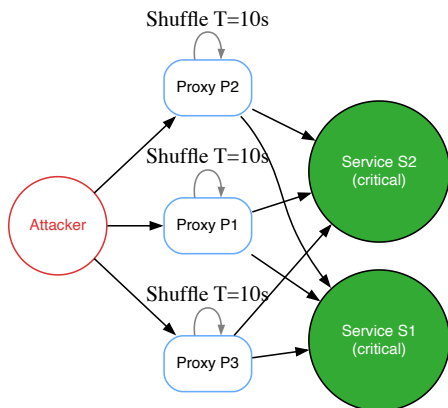 Shuffle T=10s
Proxy P2
Shuffle T=10s
Service S2
(critical)
Attacker
Proxy P1
Shuffle T=10s
Service S1
(critical)
Proxy P3